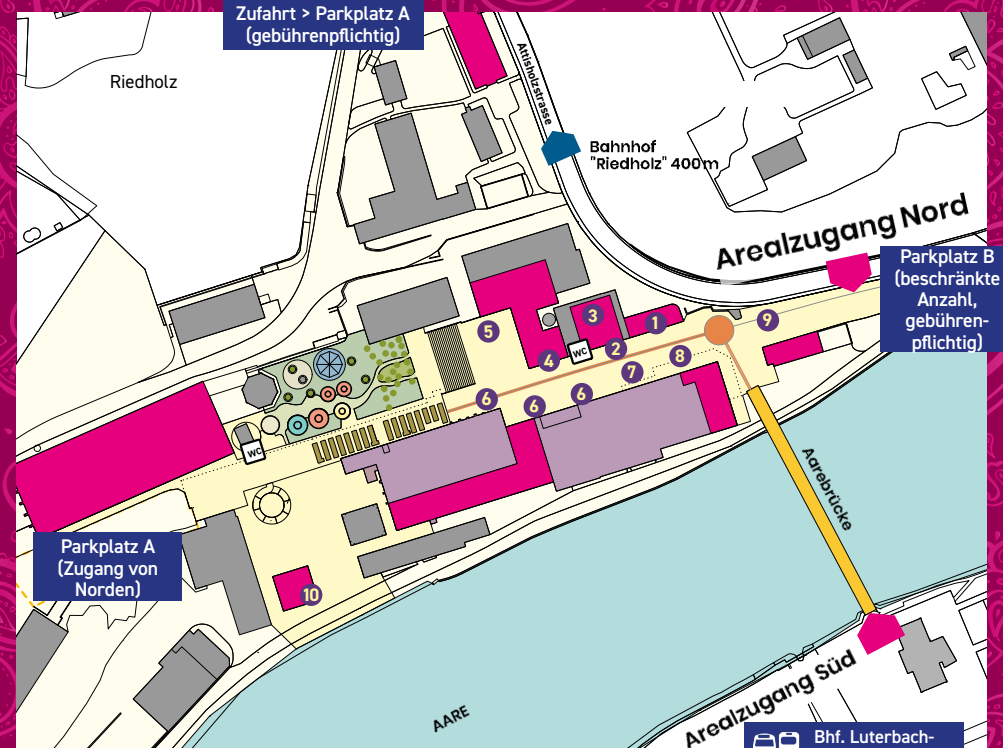 Zufahrt > Parkplatz A
(gebührenpflichtig)
Riedholz
Attisholzstrasse
Bahnhof
"Riedholz" 400m
Arealzugang Nord
Parkplatz B
(beschränkte
Anzahl,
gebühren-
pflichtig)
1
2
3
4
5
6
6
6
7
8
9
10
WC
WC
Parkplatz A
(Zugang von
Norden)
Aarebrücke
AARE
Arealzugang Süd
Bhf. Luterbach-